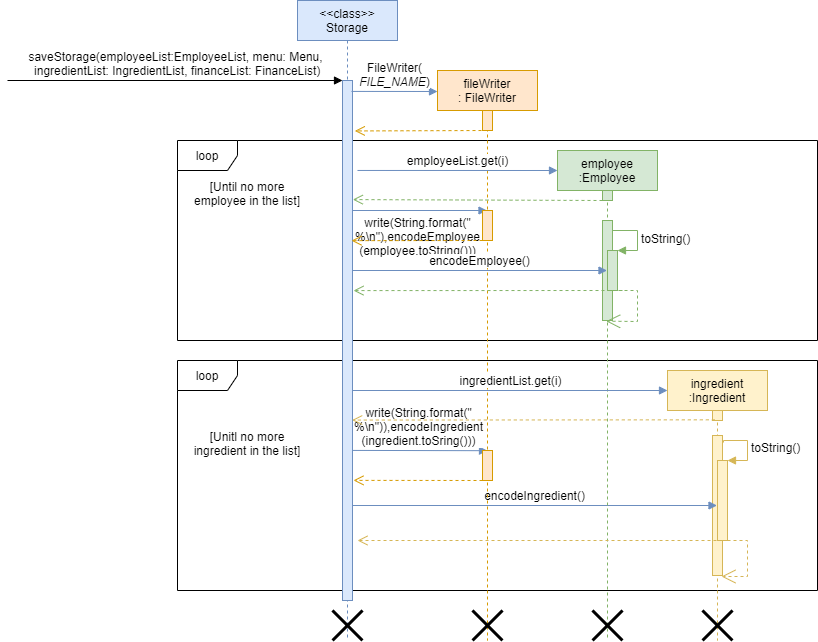 <<class>>
Storage
saveStorage(employeeList:EmployeeList, menu: Menu,
ingredientList: IngredientList, financeList: FinanceList)
FileWriter(
FILE_NAME)
fileWriter
: FileWriter
loop
[Until no more
employee in the list]
employeeList.get(i)
employee
:Employee
write(String.format("
%\n"),encodeEmployee
(employee.toString()))
toString()
encodeEmployee()
loop
[Unitl no more
ingredient in the list]
ingredientList.get(i)
ingredient
:Ingredient
write(String.format("
%\n")),encodeIngredient
(ingredient.toSring()))
toString()
encodeIngredient()